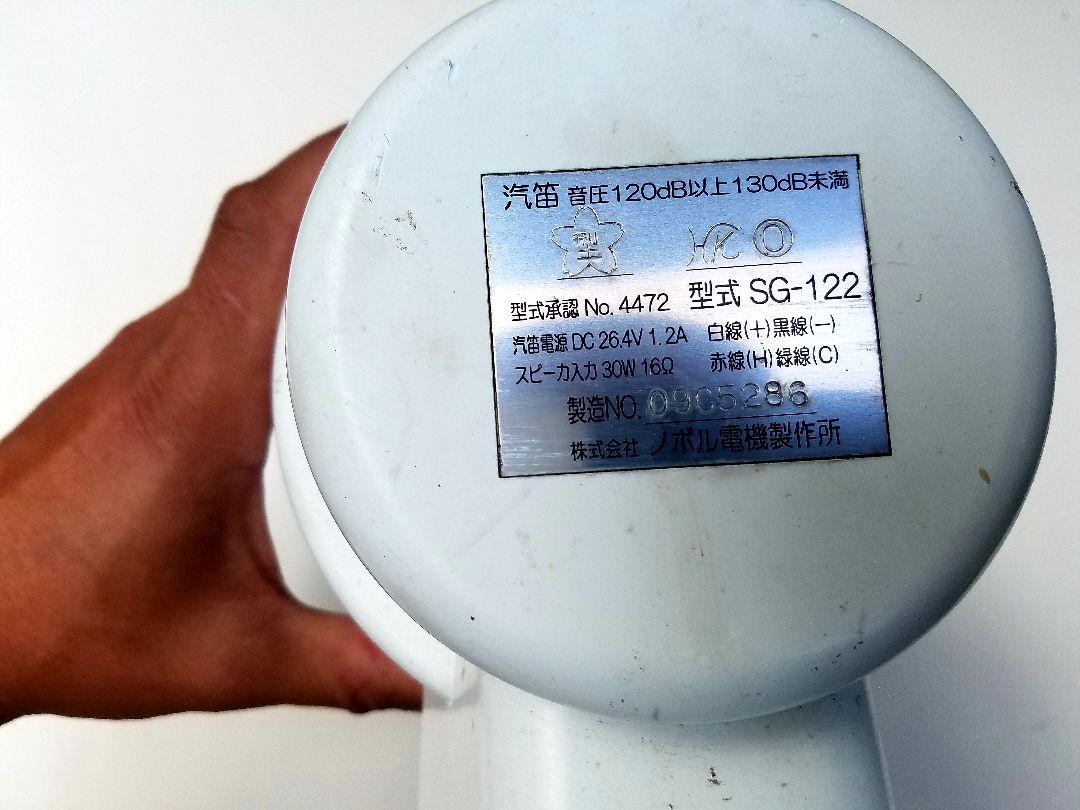 汽笛 音圧120dB以上130dB未満
型 HK O
型式承認 No. 4472 型式 SG-122
汽笛電源 DC 26.4V 1.2A 白線(+)黒線(-)
スピーカ入力 30W 16Ω 赤線(H)緑線(C)
製造NO. 09C5286
株式会社 ノボル電機製作所